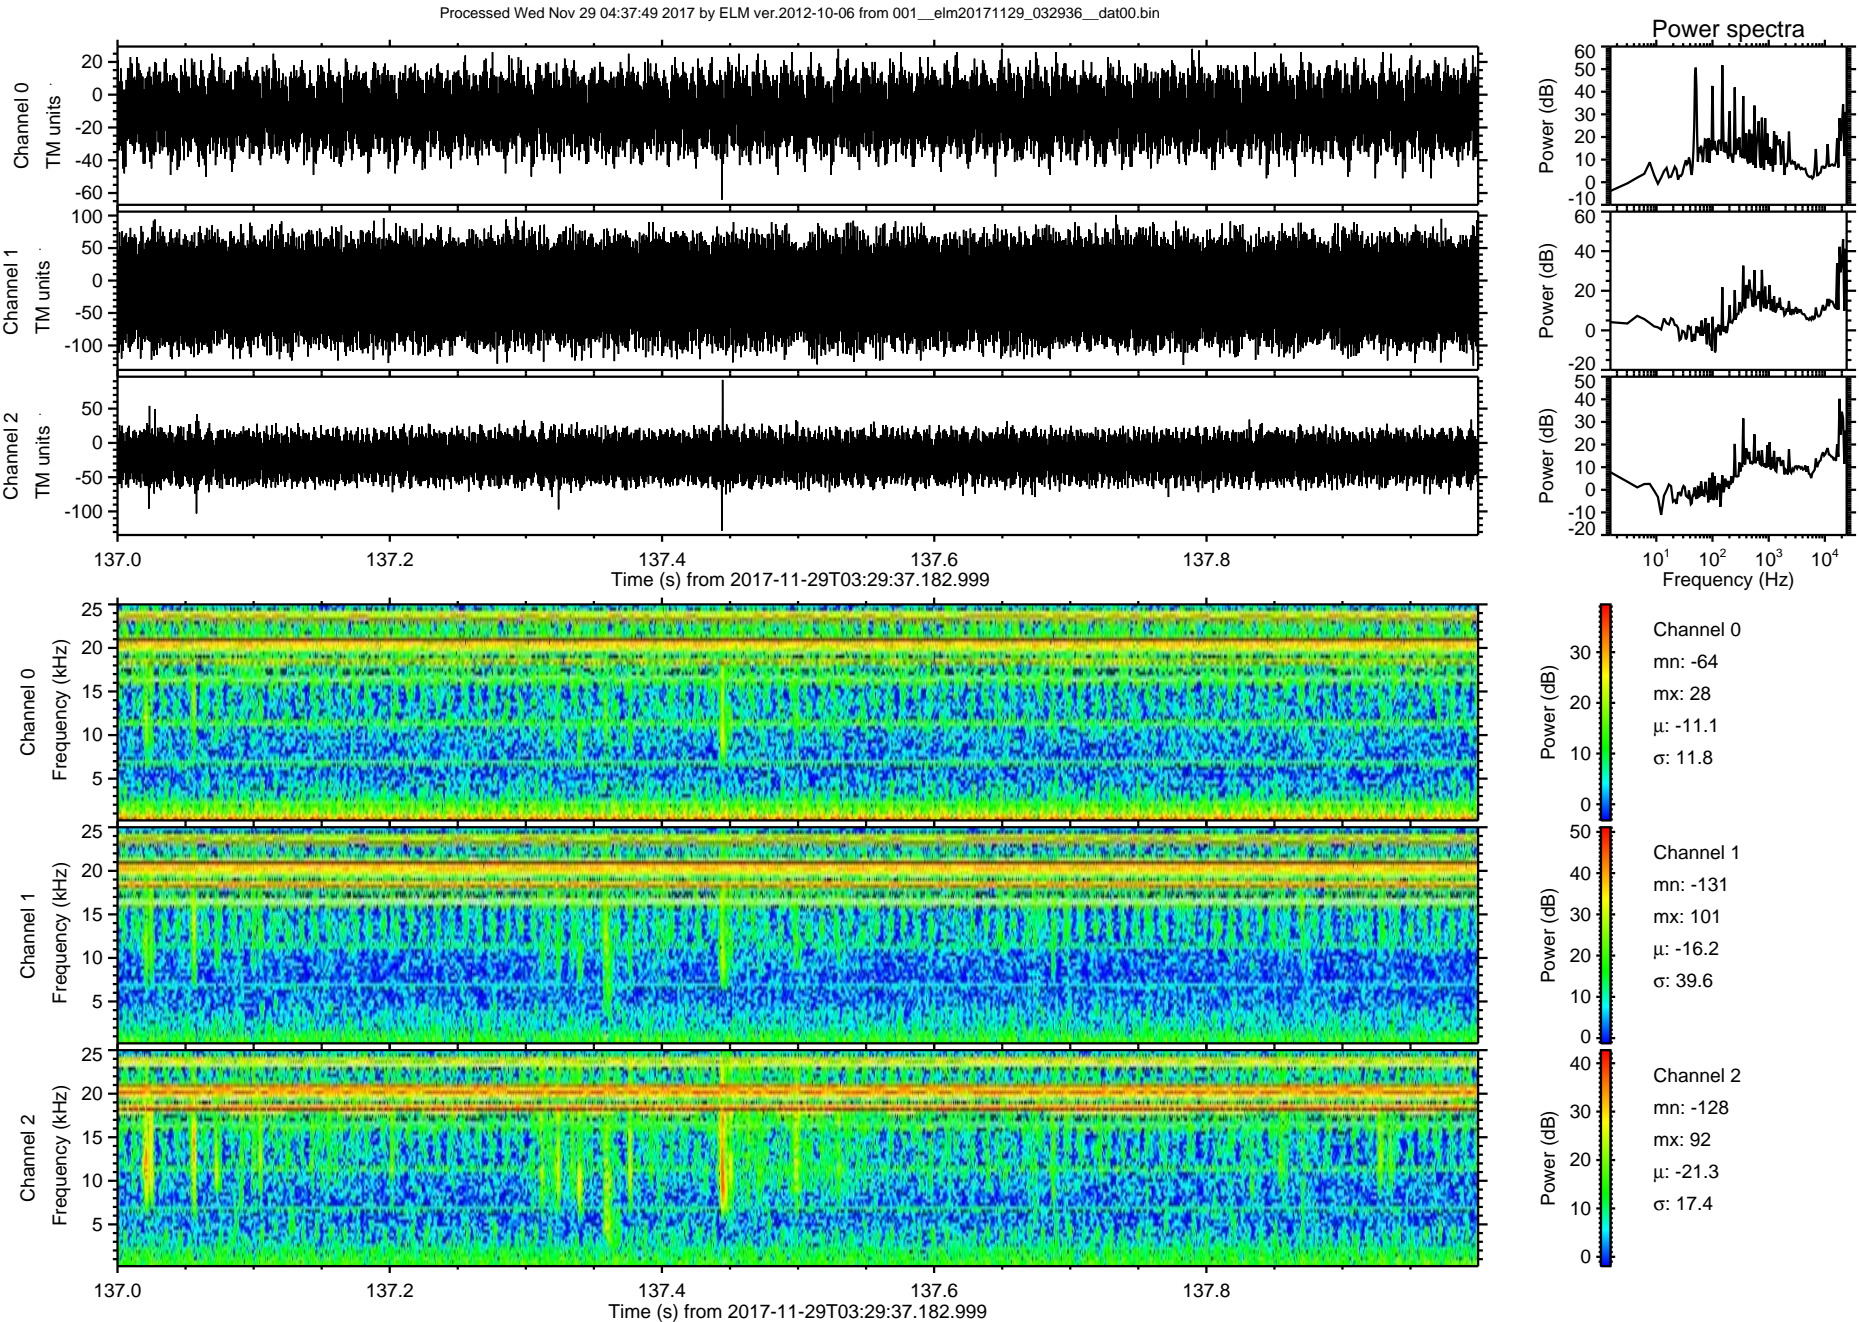 Processed Wed Nov 29 04:37:49 2017 by ELM ver.2012-10-06 from 001__elm20171129_032936__dat00.bin
Power spectra
Channel 0
TM units
20
0
-20
-40
-60
Power (dB)
60
50
40
30
20
10
0
-10
Channel 1
TM units
100
50
0
-50
-100
Power (dB)
60
40
20
0
-20
Channel 2
TM units
50
0
-50
-100
Power (dB)
50
40
30
20
10
0
-10
-20
137.0 137.2 137.4 137.6 137.8
Time (s) from 2017-11-29T03:29:37.182.999
10¹ 10² 10³ 10⁴
Frequency (Hz)
Channel 0
Frequency (kHz)
25
20
15
10
5
Power (dB)
30
20
10
0
Channel 0
mn: -64
mx: 28
μ: -11.1
σ: 11.8
Channel 1
Frequency (kHz)
25
20
15
10
5
Power (dB)
50
40
30
20
10
0
Channel 1
mn: -131
mx: 101
μ: -16.2
σ: 39.6
Channel 2
Frequency (kHz)
25
20
15
10
5
Power (dB)
40
30
20
10
0
Channel 2
mn: -128
mx: 92
μ: -21.3
σ: 17.4
137.0 137.2 137.4 137.6 137.8
Time (s) from 2017-11-29T03:29:37.182.999